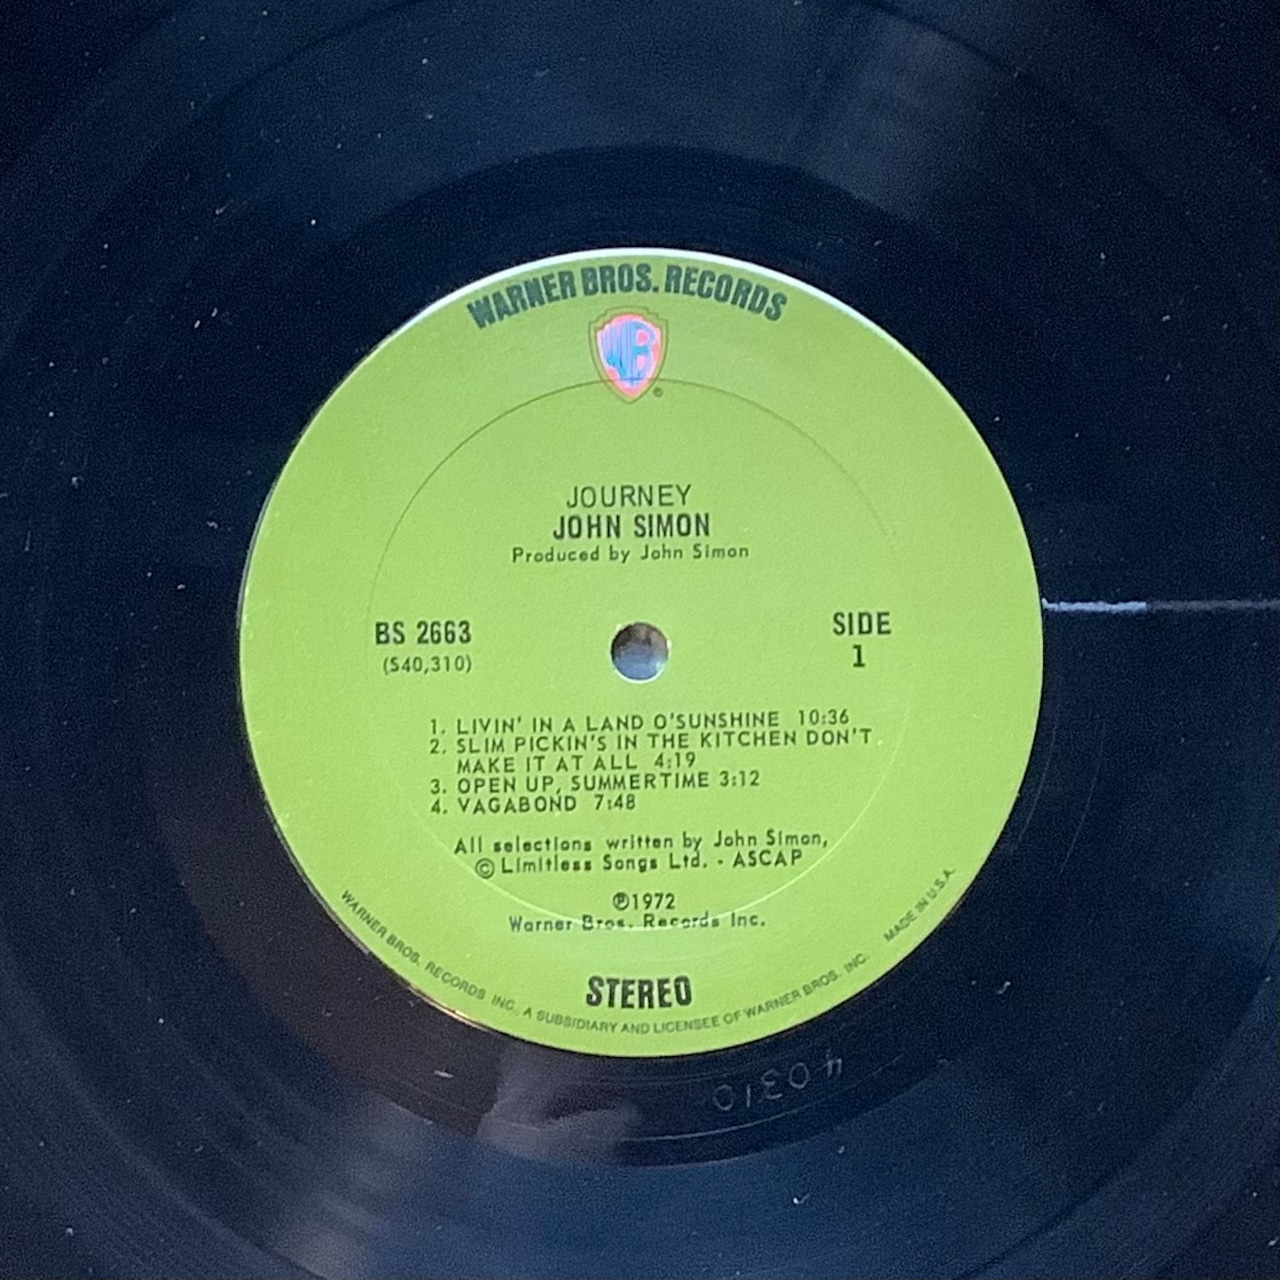 WARNER BROS. RECORDS
WB
®
JOURNEY
JOHN SIMON
Produced by John Simon
BS 2663
(S40,310)
SIDE
1
1. LIVIN' IN A LAND O'SUNSHINE 10:36
2. SLIM PICKIN'S IN THE KITCHEN DON'T
MAKE IT AT ALL 4:19
3. OPEN UP, SUMMERTIME 3:12
4. VAGABOND 7:48
All selections written by John Simon,
© Limitless Songs Ltd. - ASCAP
℗1972
Warner Bros. Records Inc.
STEREO
WARNER BROS. RECORDS INC., A SUBSIDIARY AND LICENSEE OF WARNER BROS. INC. MADE IN U.S.A.
40310